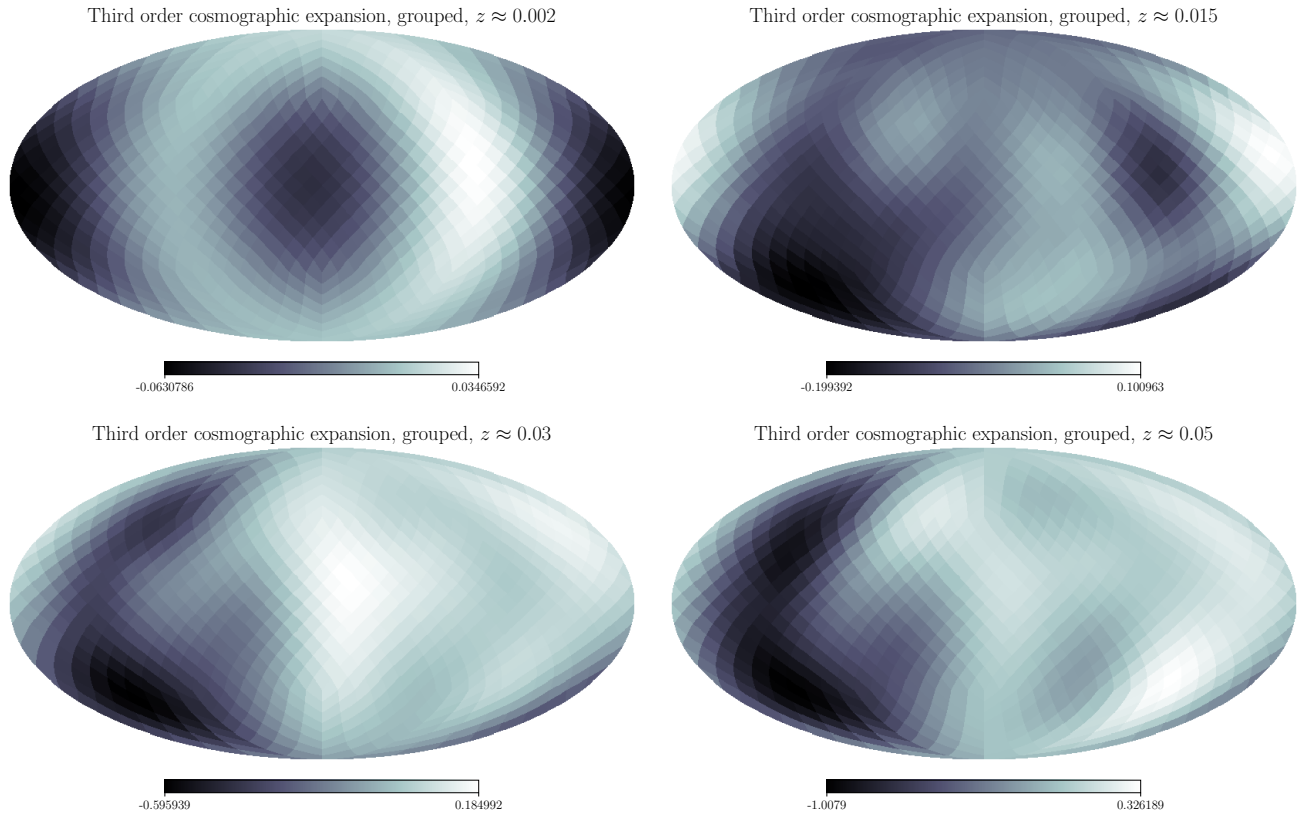 Third order cosmographic expansion, grouped, z ≈ 0.002
-0.0630786 0.0346592
Third order cosmographic expansion, grouped, z ≈ 0.015
-0.199392 0.100963
Third order cosmographic expansion, grouped, z ≈ 0.03
-0.595939 0.184992
Third order cosmographic expansion, grouped, z ≈ 0.05
-1.0079 0.326189